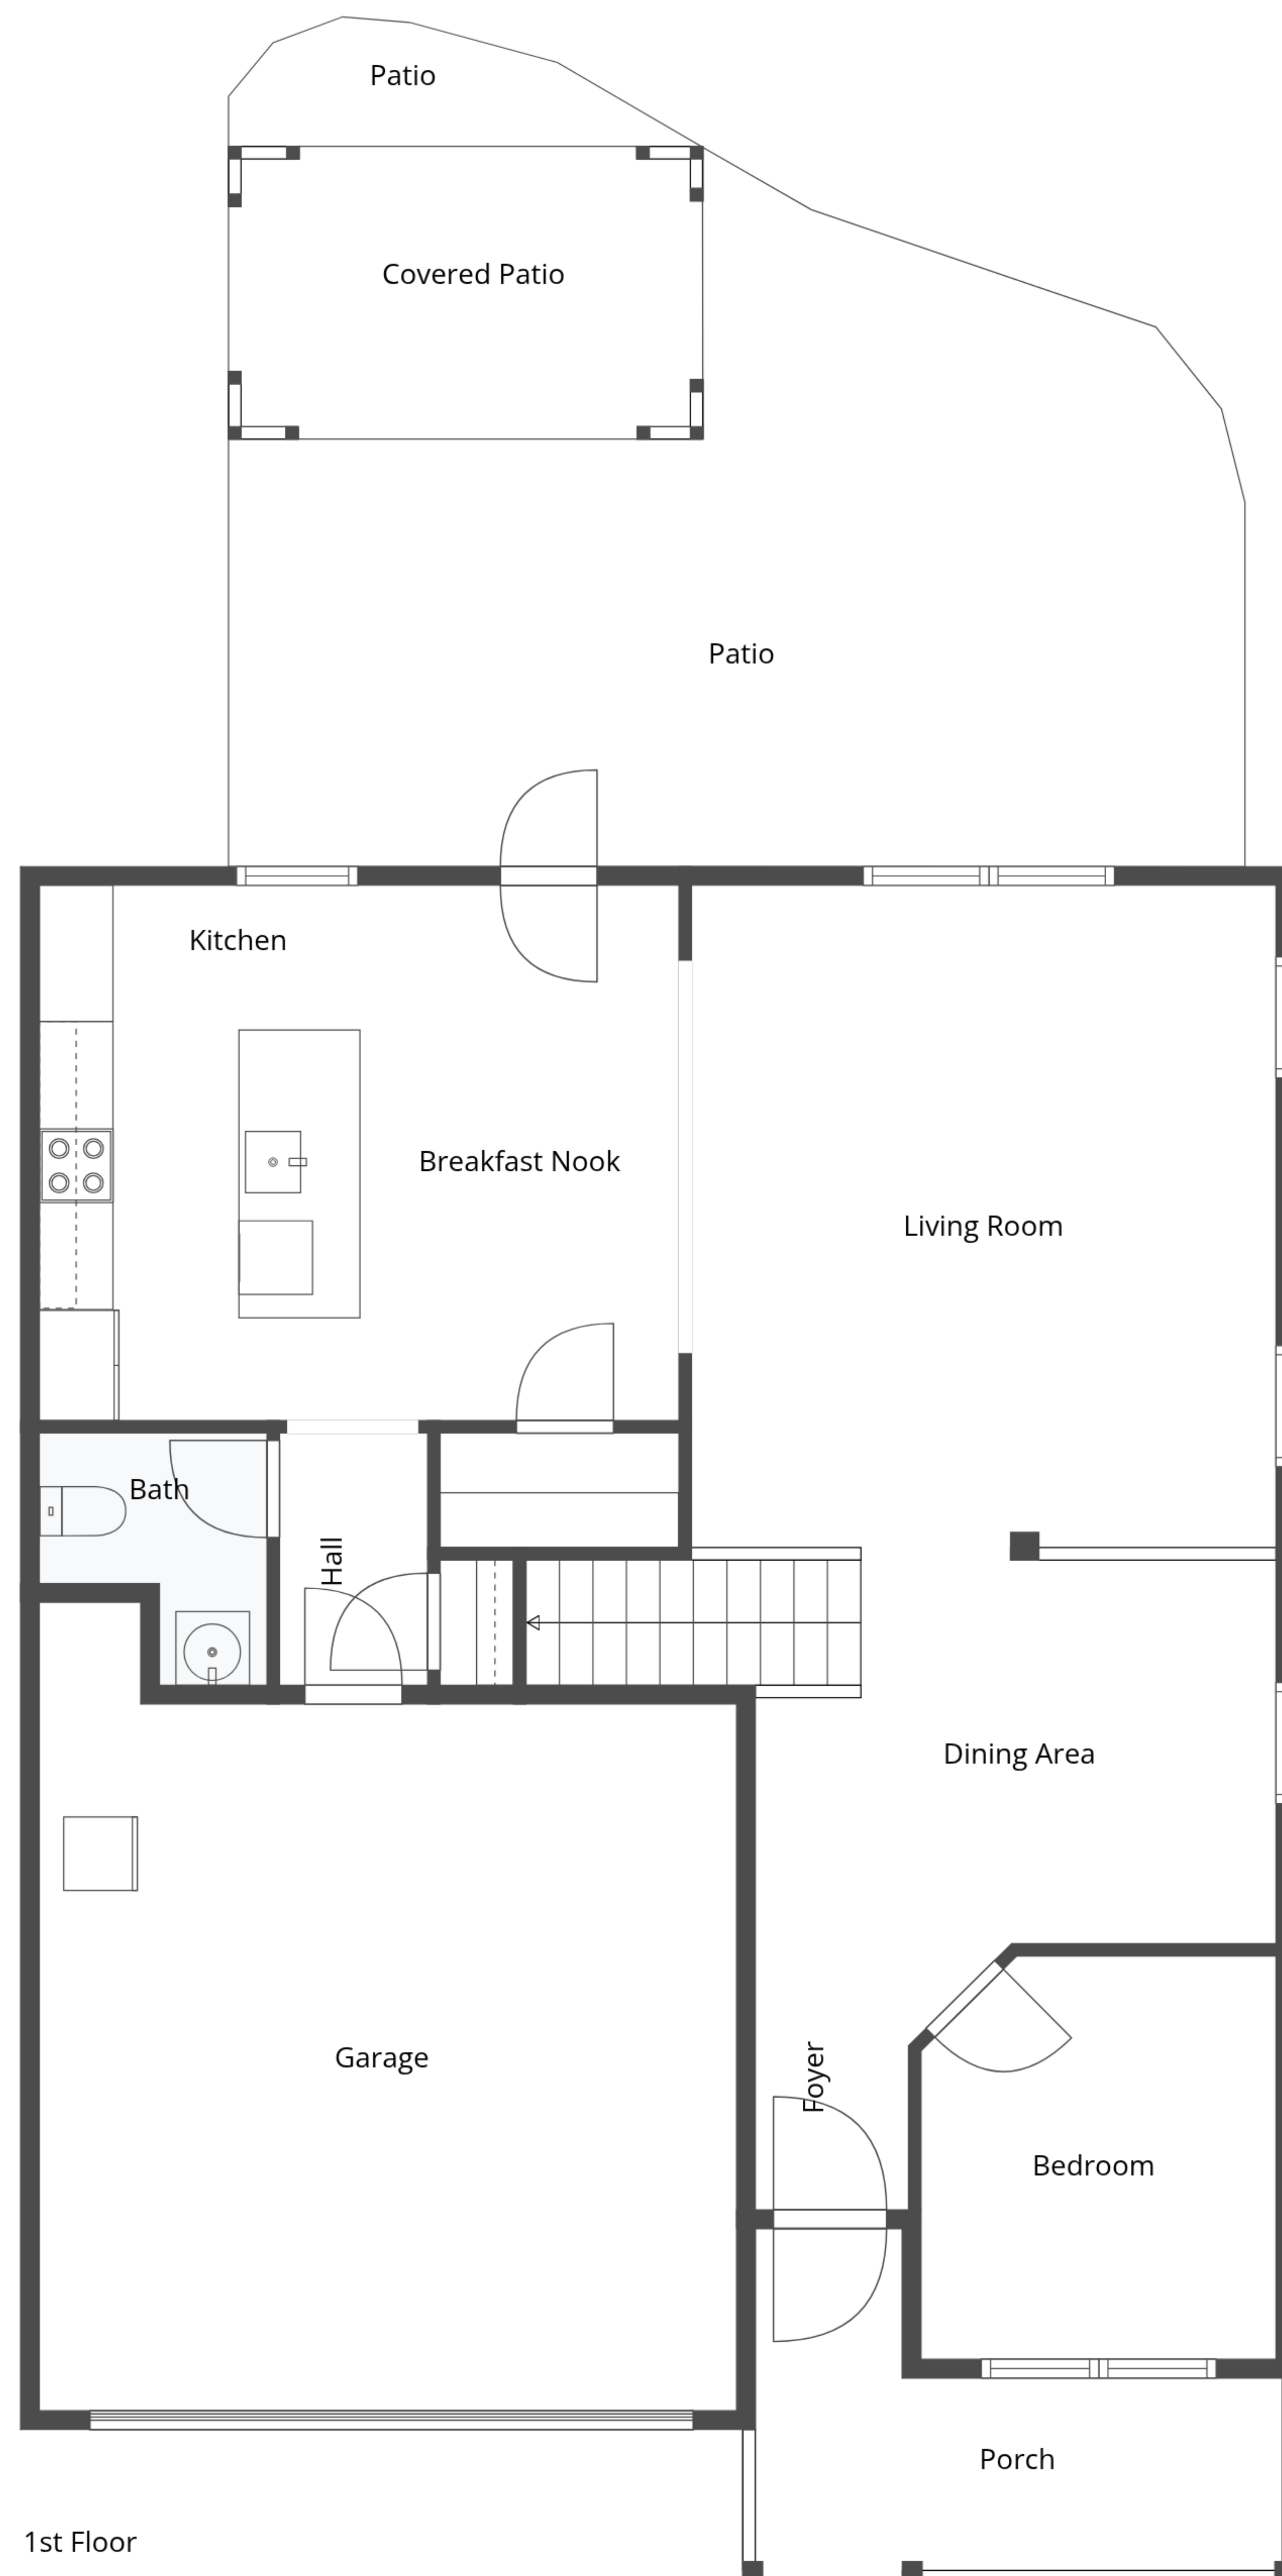 Patio
Covered Patio
Patio
Kitchen
Breakfast Nook
Living Room
Bath
Hall
Dining Area
Garage
Foyer
Bedroom
Porch
1st Floor